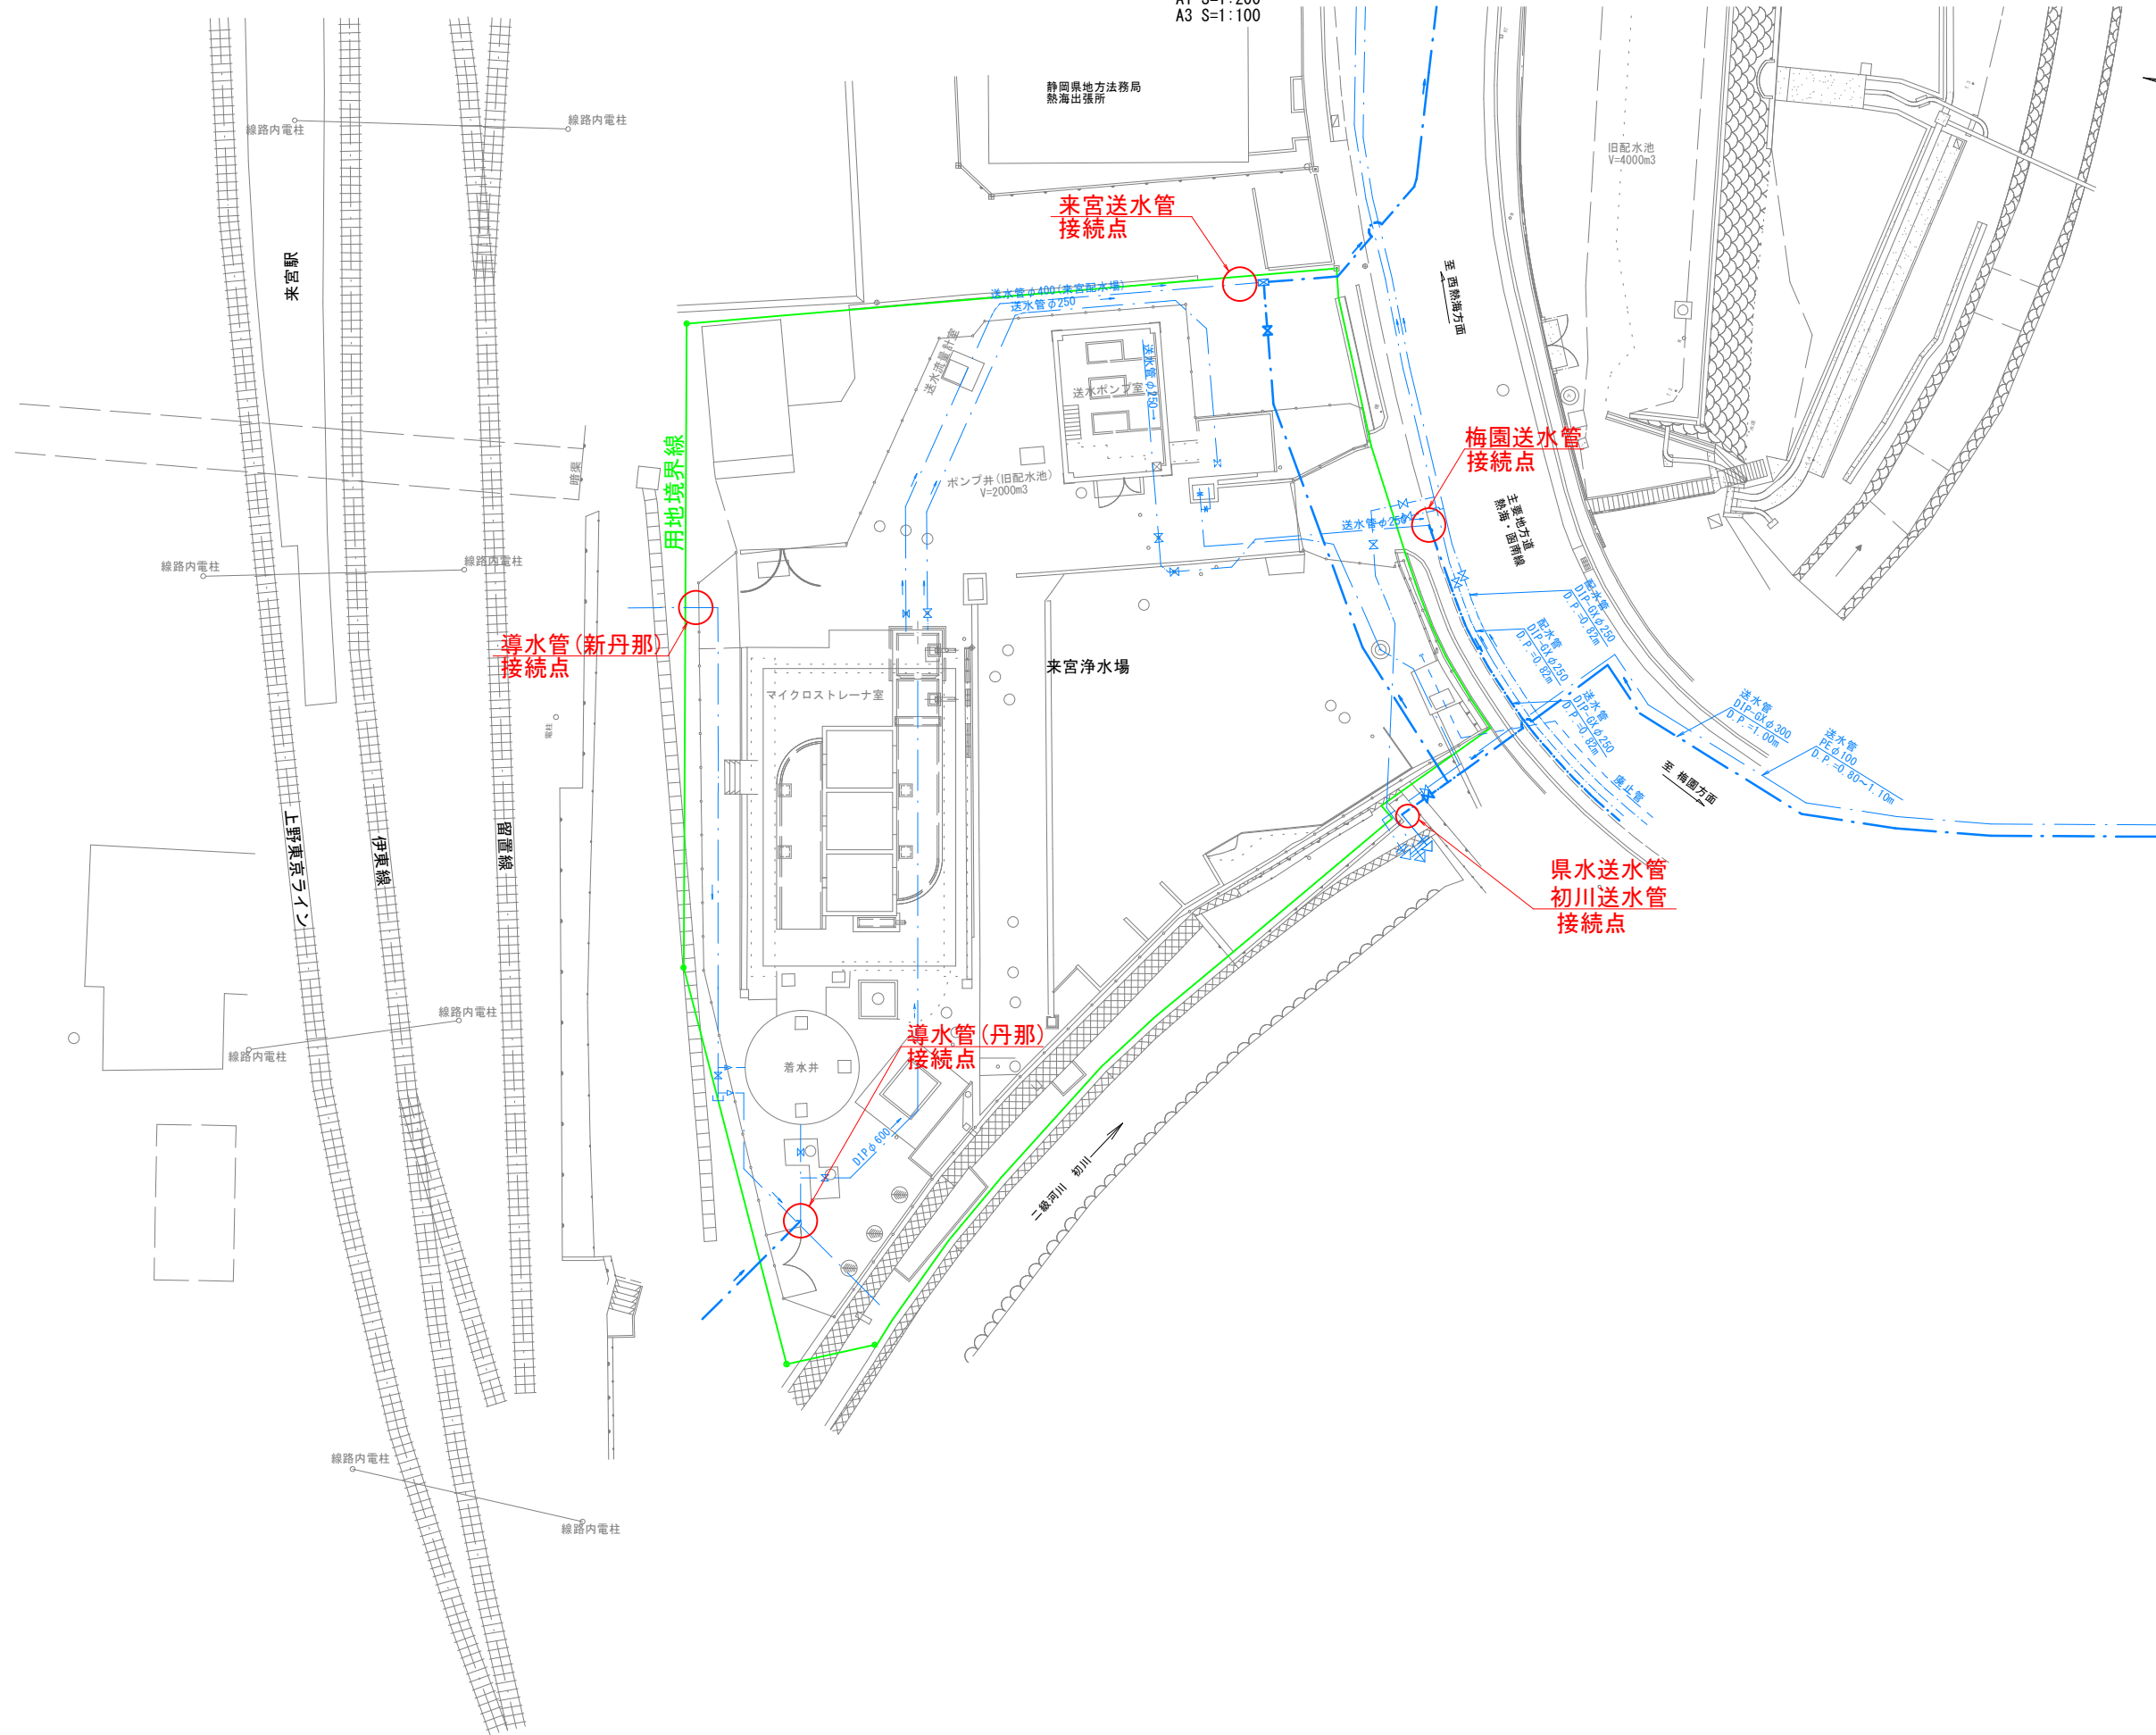 A1 S=1:200
A3 S=1:100
静岡県地方法務局
熱海出張所
線路内電柱
線路内電柱
旧配水池
V=4000m3
来宮送水管
接続点
来宮駅
至 西熱海方面
送水管φ400(来宮配水場)
送水管φ250
送水流量計室
送水ポンプ室
送水管φ250
用地境界線
暗渠
ポンプ井(旧配水池)
V=2000m3
梅園送水管
接続点
送水管φ250
主要地方道
熱海・函南線
線路内電柱
線路内電柱
導水管(新丹那)
接続点
配水管
DIP-GXφ250
D.P.=0.82m
配水管
DIP-GXφ250
D.P.=0.82m
送水管
DIP-GXφ250
D.P.=0.82m
来宮浄水場
マイクロストレーナ室
電柱
送水管
DIP-GXφ300
D.P.=1.00m
送水管
PEφ100
D.P.=0.80～1.10m
廃止管
至 梅園方面
上野東京ライン
伊東線
留置線
県水送水管
初川送水管
接続点
線路内電柱
線路内電柱
導水管(丹那)
接続点
着水井
DIPφ600
二級河川 初川
線路内電柱
線路内電柱